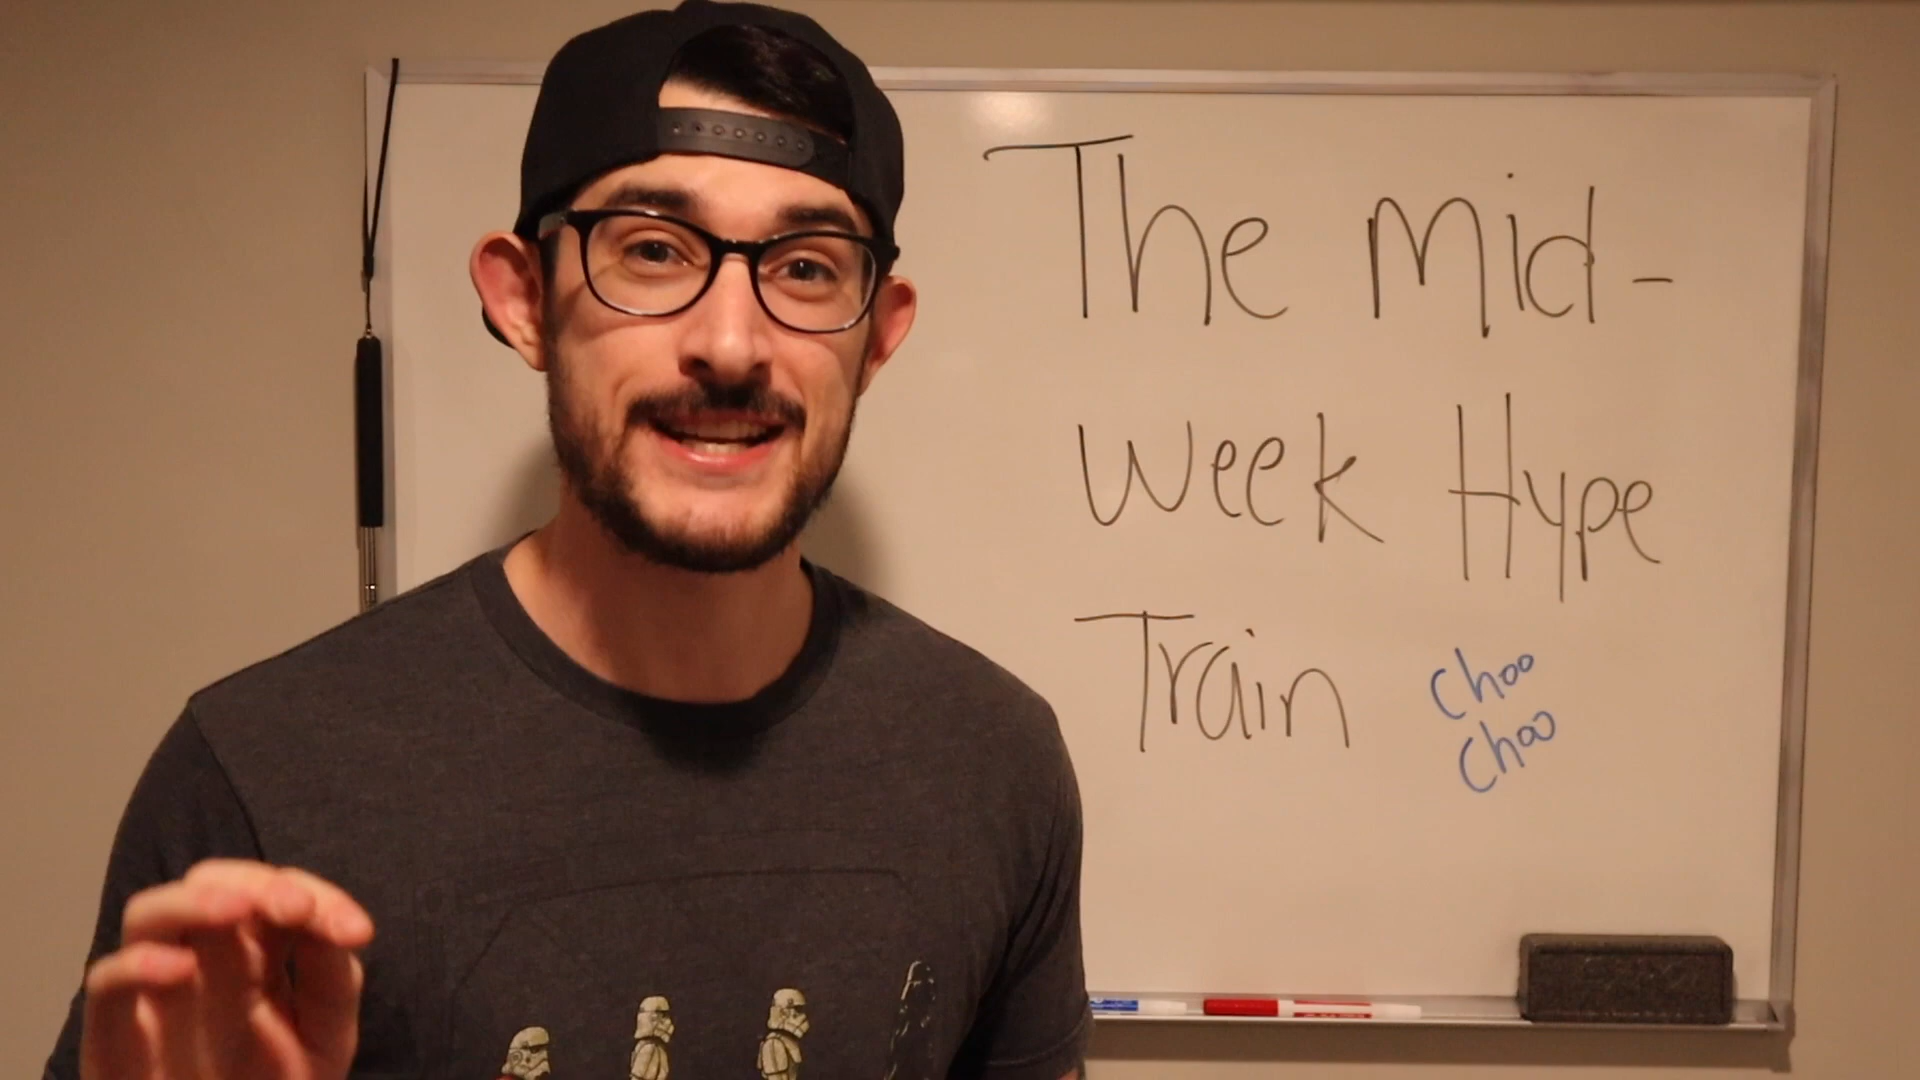 The Mid-
Week Hype
Train
Choo
Choo